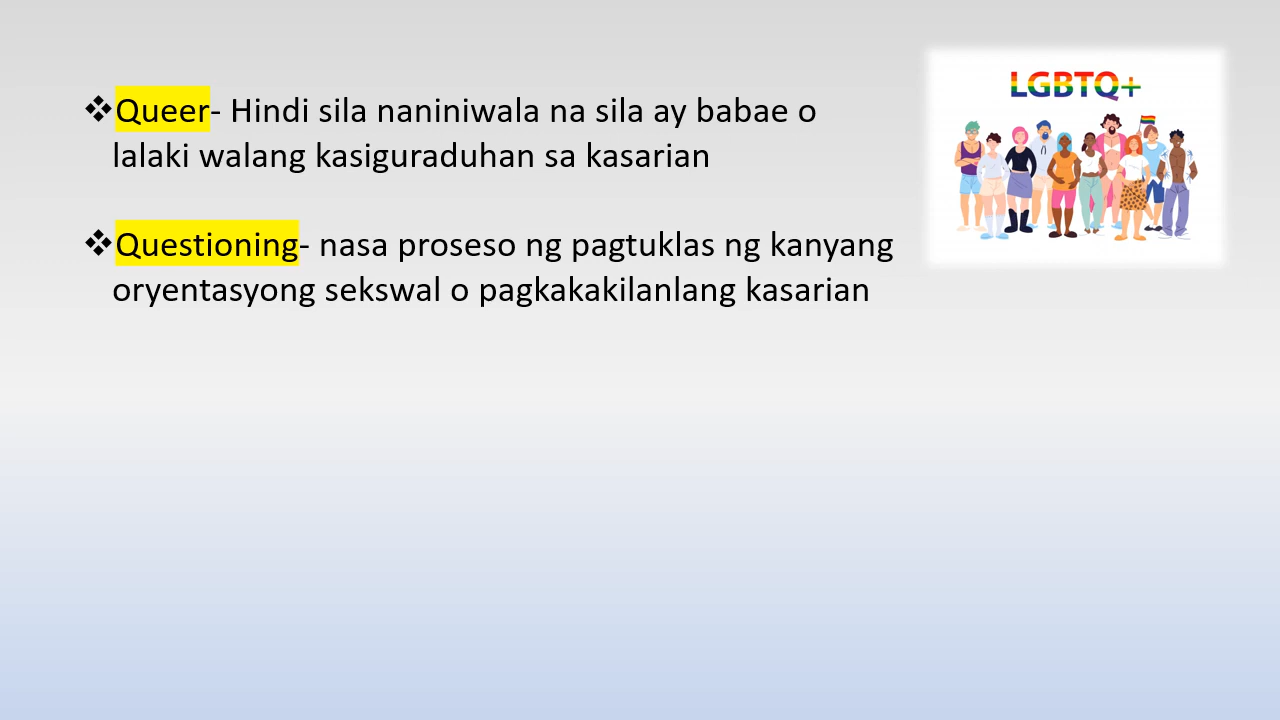 LGBTQ+
❖Queer- Hindi sila naniniwala na sila ay babae o
lalaki walang kasiguraduhan sa kasarian
❖Questioning- nasa proseso ng pagtuklas ng kanyang
oryentasyong sekswal o pagkakakilanlang kasarian